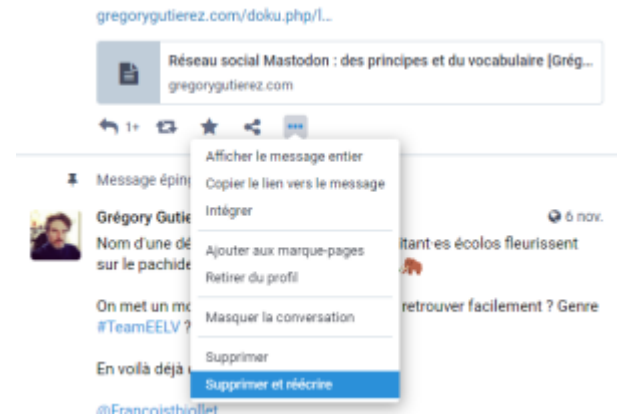 gregorygutierez.com/doku.php/l...
Réseau social Mastodon : des principes et du vocabulaire [Grég...
gregorygutierez.com
1+
Afficher le message entier
Copier le lien vers le message
Intégrer
Ajouter aux marque-pages
Retirer du profil
Masquer la conversation
Supprimer
Supprimer et réécrire
Message éping
Grégory Gutie
6 nov.
Nom d'une dé itant·es écolos fleurissent
sur le pachide
On met un mo retrouver facilement ? Genre
#TeamEELV ?
En voilà déjà
@Francoisthiollet